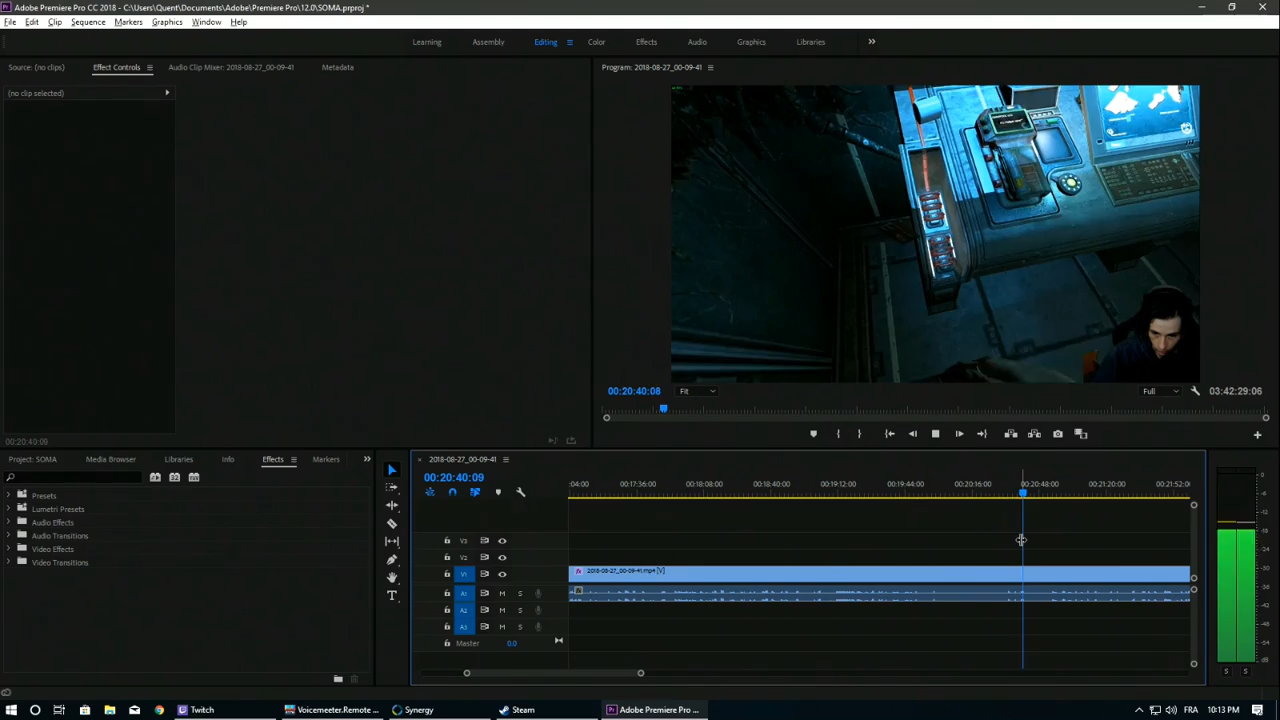 Adobe Premiere Pro CC 2018 - C:\Users\Quent\Documents\Adobe\Premiere Pro\12.0\SOMA.prproj *
File Edit Clip Sequence Markers Graphics Window Help
Learning Assembly Editing Color Effects Audio Graphics Libraries
Source: (no clips) Effect Controls Audio Clip Mixer: 2018-08-27_00-09-41 Metadata
Program: 2018-08-27_00-09-41
(no clip selected)
00:20:40:08 Fit Full 03:42:29:06
00:20:40:09
Project: SOMA Media Browser Libraries Info Effects Markers
2018-08-27_00-09-41
00:20:40:09
:04:00 00:17:36:00 00:18:08:00 00:18:40:00 00:19:12:00 00:19:44:00 00:20:16:00 00:20:48:00 00:21:20:00 00:21:52:00
Presets
Lumetri Presets
Audio Effects
Audio Transitions
Video Effects
Video Transitions
V3
V2
V1
fx 2018-08-27_00-09-41.mp4 [V]
A1 M S
A2 M S
A3 M S
Master 0.0
S S
Twitch Voicemeeter.Remote ... Synergy Steam Adobe Premiere Pro ... FRA 10:13 PM